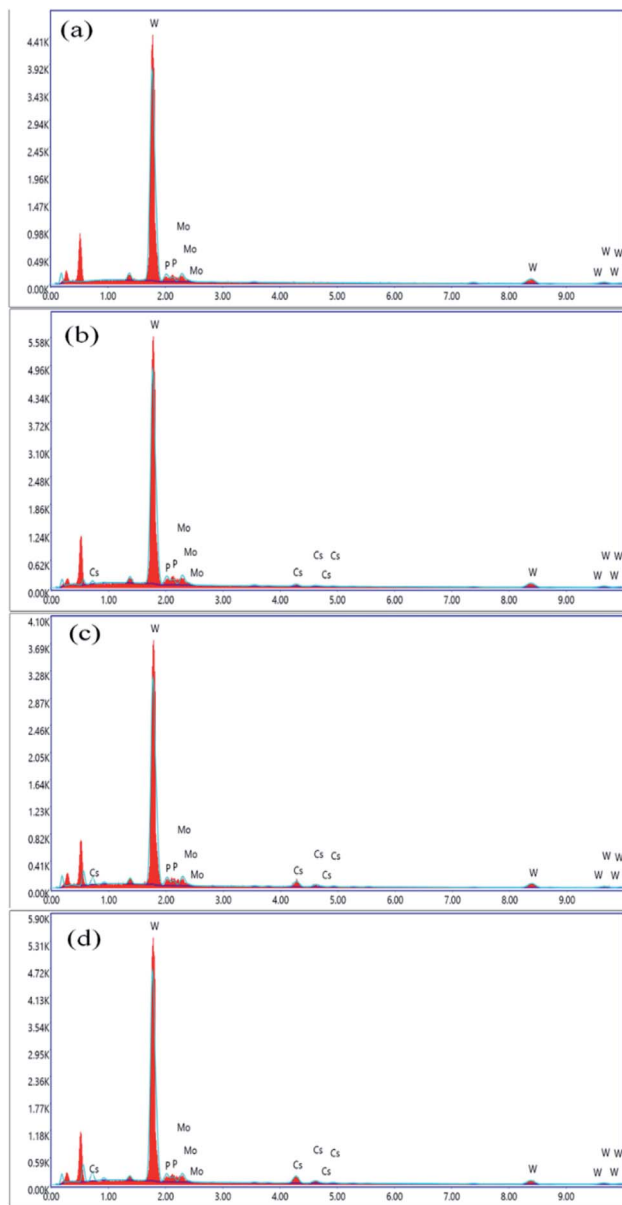 (a)
W
4.41K
3.92K
3.43K
2.94K
2.45K
1.96K
1.47K
0.98K
0.49K
0.00K
Mo
Mo
P P Mo
W
W W
W W
0.00 1.00 2.00 3.00 4.00 5.00 6.00 7.00 8.00 9.00
(b)
W
5.58K
4.96K
4.34K
3.72K
3.10K
2.48K
1.86K
1.24K
0.62K
0.00K
Cs
Mo
Mo
P P Mo
Cs Cs
Cs Cs
W
W W
W W
0.00 1.00 2.00 3.00 4.00 5.00 6.00 7.00 8.00 9.00
(c)
W
4.10K
3.69K
3.28K
2.87K
2.46K
2.05K
1.64K
1.23K
0.82K
0.41K
0.00K
Cs
Mo
Mo
P P Mo
Cs Cs
Cs Cs
W
W W
W W
0.00 1.00 2.00 3.00 4.00 5.00 6.00 7.00 8.00 9.00
(d)
W
5.90K
5.31K
4.72K
4.13K
3.54K
2.95K
2.36K
1.77K
1.18K
0.59K
0.00K
Cs
Mo
Mo
P P Mo
Cs Cs
Cs Cs
W
W W
W W
0.00 1.00 2.00 3.00 4.00 5.00 6.00 7.00 8.00 9.00